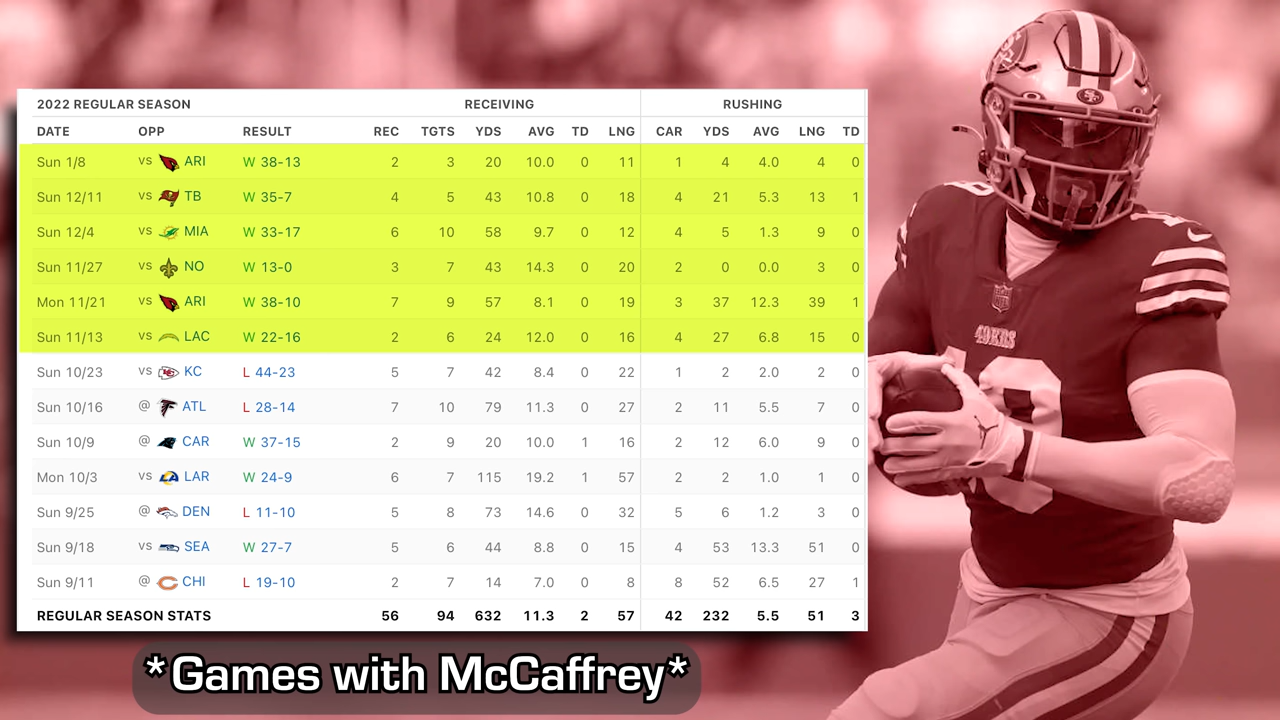 2022 REGULAR SEASON RECEIVING RUSHING
DATE OPP RESULT REC TGTS YDS AVG TD LNG CAR YDS AVG LNG TD
Sun 1/8 vs ARI W 38-13 2 3 20 10.0 0 11 1 4 4.0 4 0
Sun 12/11 vs TB W 35-7 4 5 43 10.8 0 18 4 21 5.3 13 1
Sun 12/4 vs MIA W 33-17 6 10 58 9.7 0 12 4 5 1.3 9 0
Sun 11/27 vs NO W 13-0 3 7 43 14.3 0 20 2 0 0.0 3 0
Mon 11/21 vs ARI W 38-10 7 9 57 8.1 0 19 3 37 12.3 39 1
Sun 11/13 vs LAC W 22-16 2 6 24 12.0 0 16 4 27 6.8 15 0
Sun 10/23 vs KC L 44-23 5 7 42 8.4 0 22 1 2 2.0 2 0
Sun 10/16 @ ATL L 28-14 7 10 79 11.3 0 27 2 11 5.5 7 0
Sun 10/9 @ CAR W 37-15 2 9 20 10.0 1 16 2 12 6.0 9 0
Mon 10/3 vs LAR W 24-9 6 7 115 19.2 1 57 2 2 1.0 1 0
Sun 9/25 @ DEN L 11-10 5 8 73 14.6 0 32 5 6 1.2 3 0
Sun 9/18 vs SEA W 27-7 5 6 44 8.8 0 15 4 53 13.3 51 0
Sun 9/11 @ CHI L 19-10 2 7 14 7.0 0 8 8 52 6.5 27 1
REGULAR SEASON STATS 56 94 632 11.3 2 57 42 232 5.5 51 3
*Games with McCaffrey*
49ERS